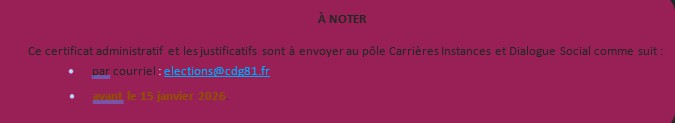 À NOTER
Ce certificat administratif et les justificatifs sont à envoyer au pôle Carrières Instances et Dialogue Social comme suit :
• par courriel : elections@cdg81.fr
• avant le 15 janvier 2026.